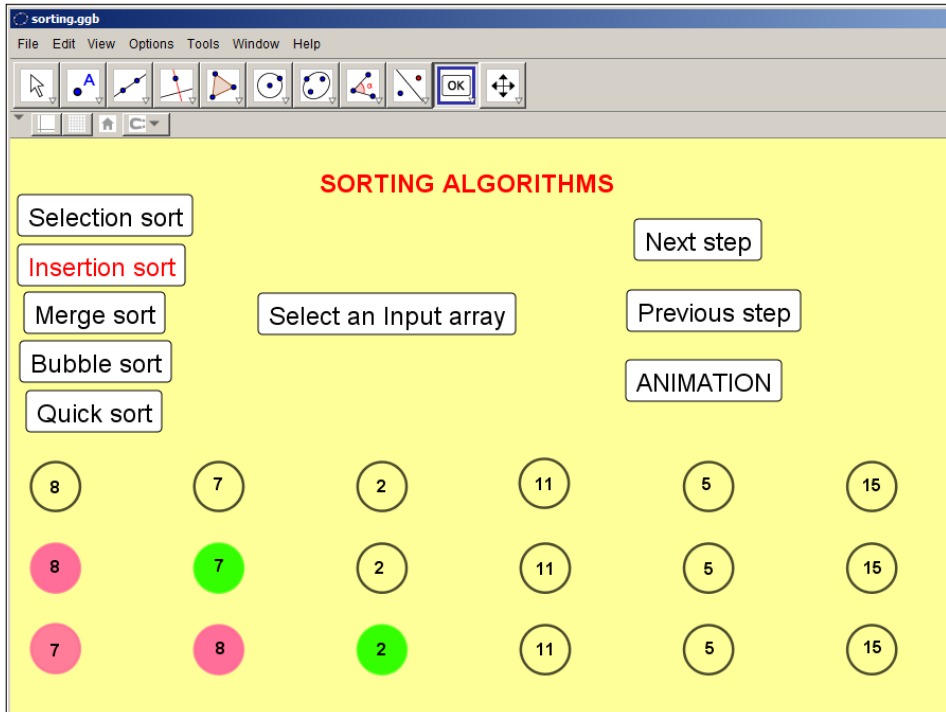 sorting.ggb
File Edit View Options Tools Window Help
A
α
OK
SORTING ALGORITHMS
Selection sort
Insertion sort
Merge sort
Bubble sort
Quick sort
Select an Input array
Next step
Previous step
ANIMATION
8 7 2 11 5 15
8 7 2 11 5 15
7 8 2 11 5 15